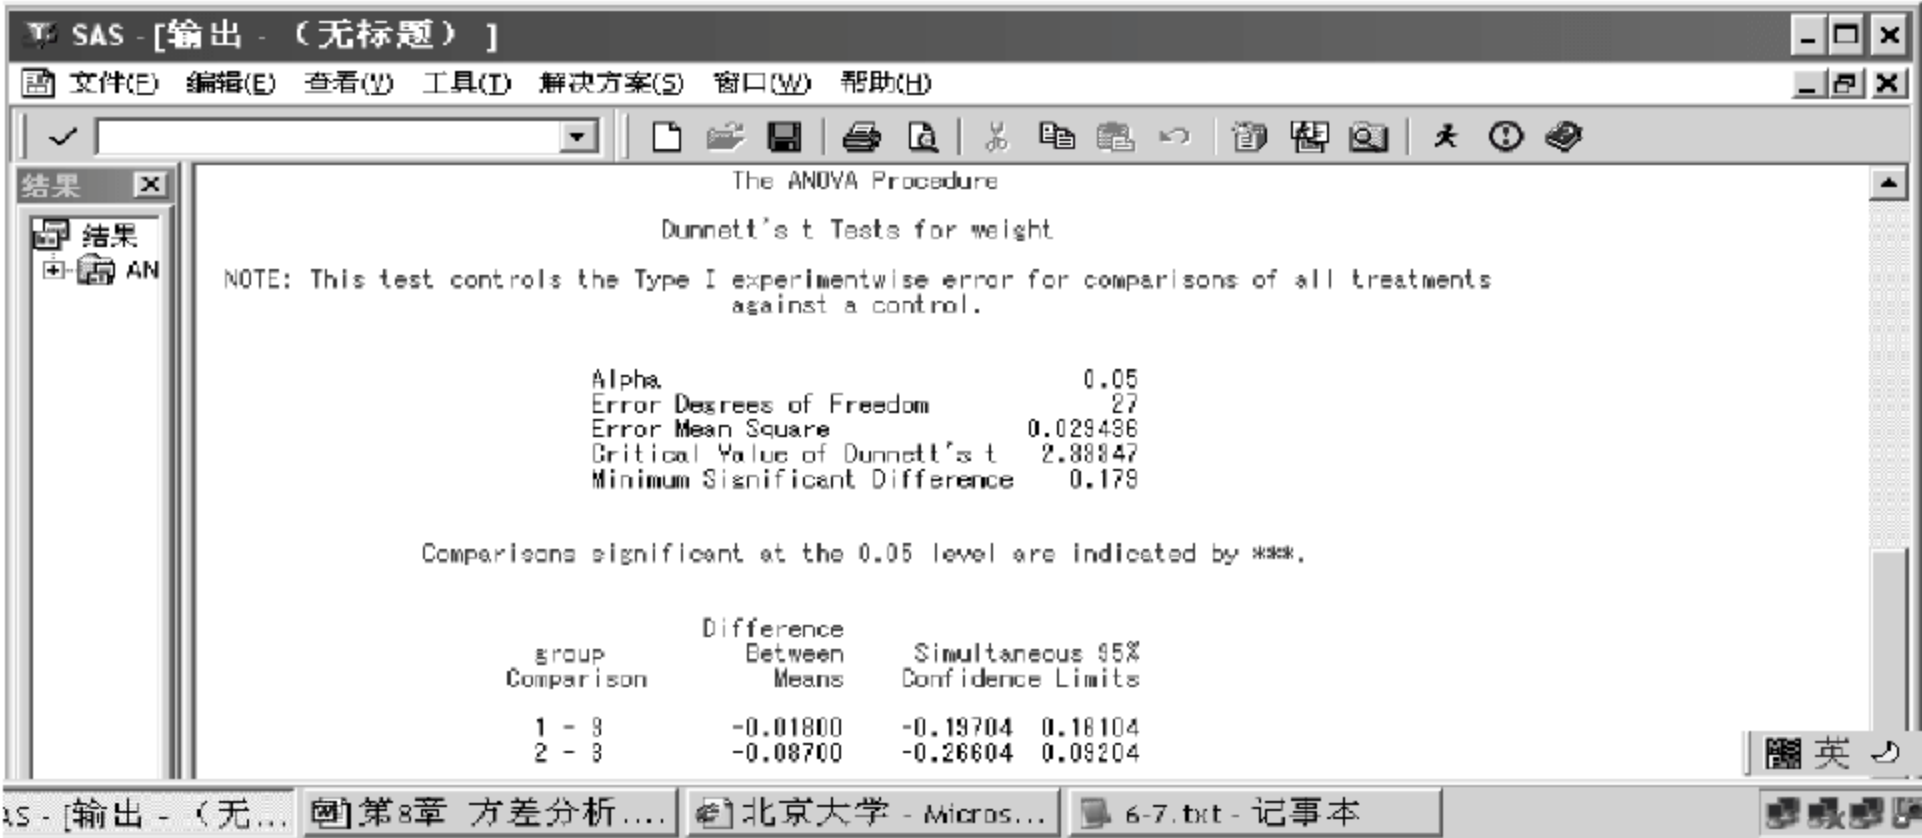 SAS - [输出 - （无标题） ]
文件(F) 编辑(E) 查看(V) 工具(T) 解决方案(S) 窗口(W) 帮助(H)
结果
结果
AN
The ANOVA Procedure
Dunnett's t Tests for weight
NOTE: This test controls the Type I experimentwise error for comparisons of all treatments
against a control.
Alpha 0.05
Error Degrees of Freedom 27
Error Mean Square 0.029436
Critical Value of Dunnett's t 2.33347
Minimum Significant Difference 0.179
Comparisons significant at the 0.05 level are indicated by ***.
Difference
group Between Simultaneous 95%
Comparison Means Confidence Limits
1 - 3 -0.01800 -0.19704 0.16104
2 - 3 -0.08700 -0.26604 0.09204
英
AS - [输出 - （无... 第8章 方差分析.... 北京大学 - Micros... 6-7.txt - 记事本